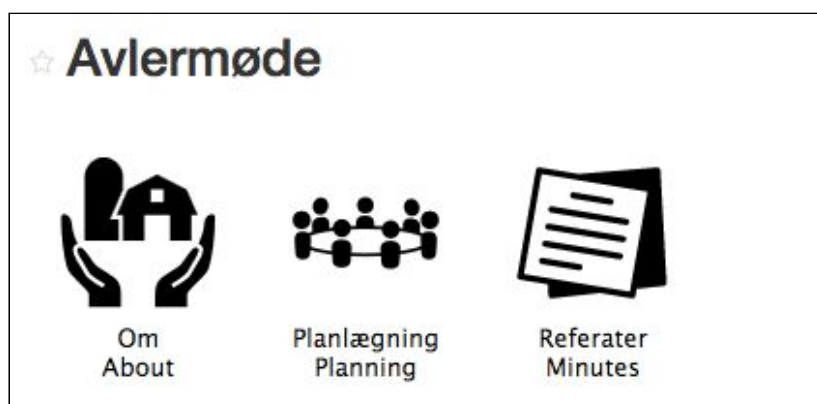 Avlermøde
Om
About
Planlægning
Planning
Referater
Minutes